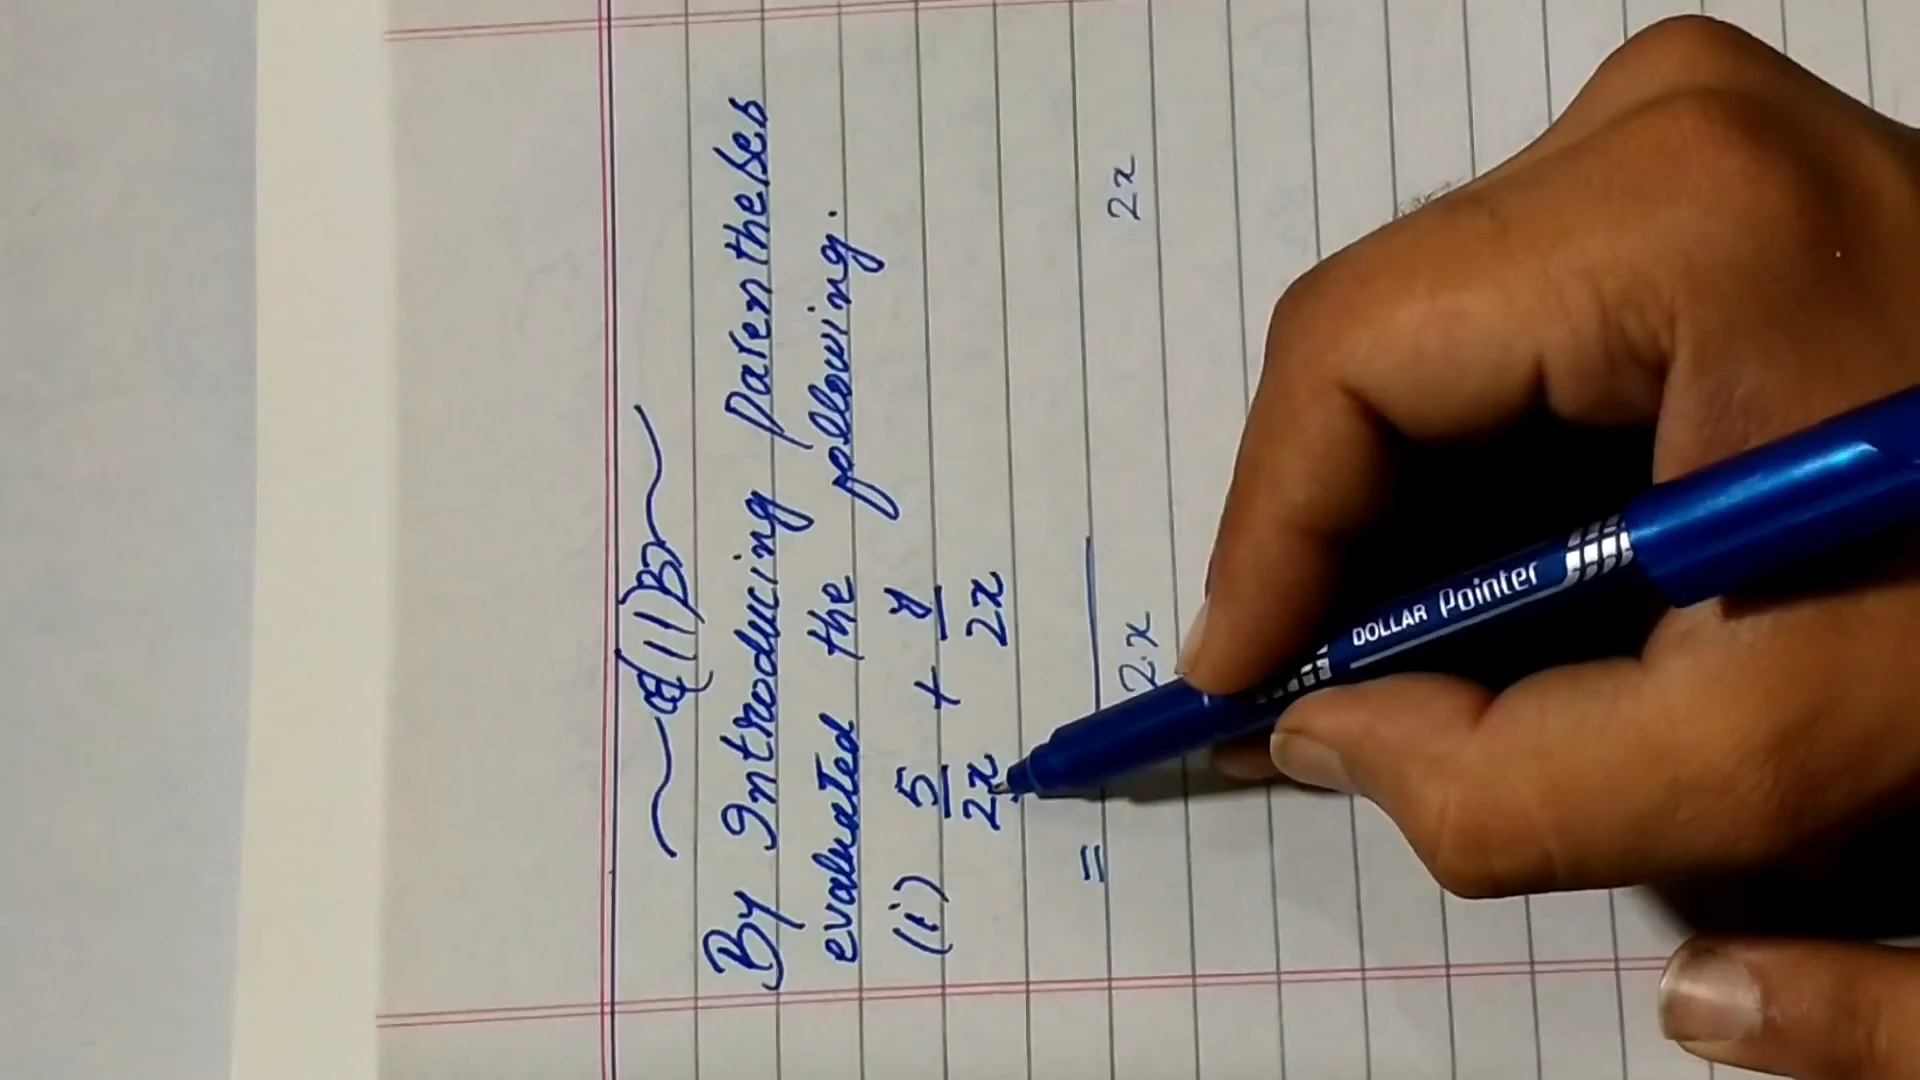 Q(11)B
By Introducing Parentheses
evaluated the following.
(i) 5/2x + y/2x
2x
=
2x
DOLLAR Pointer